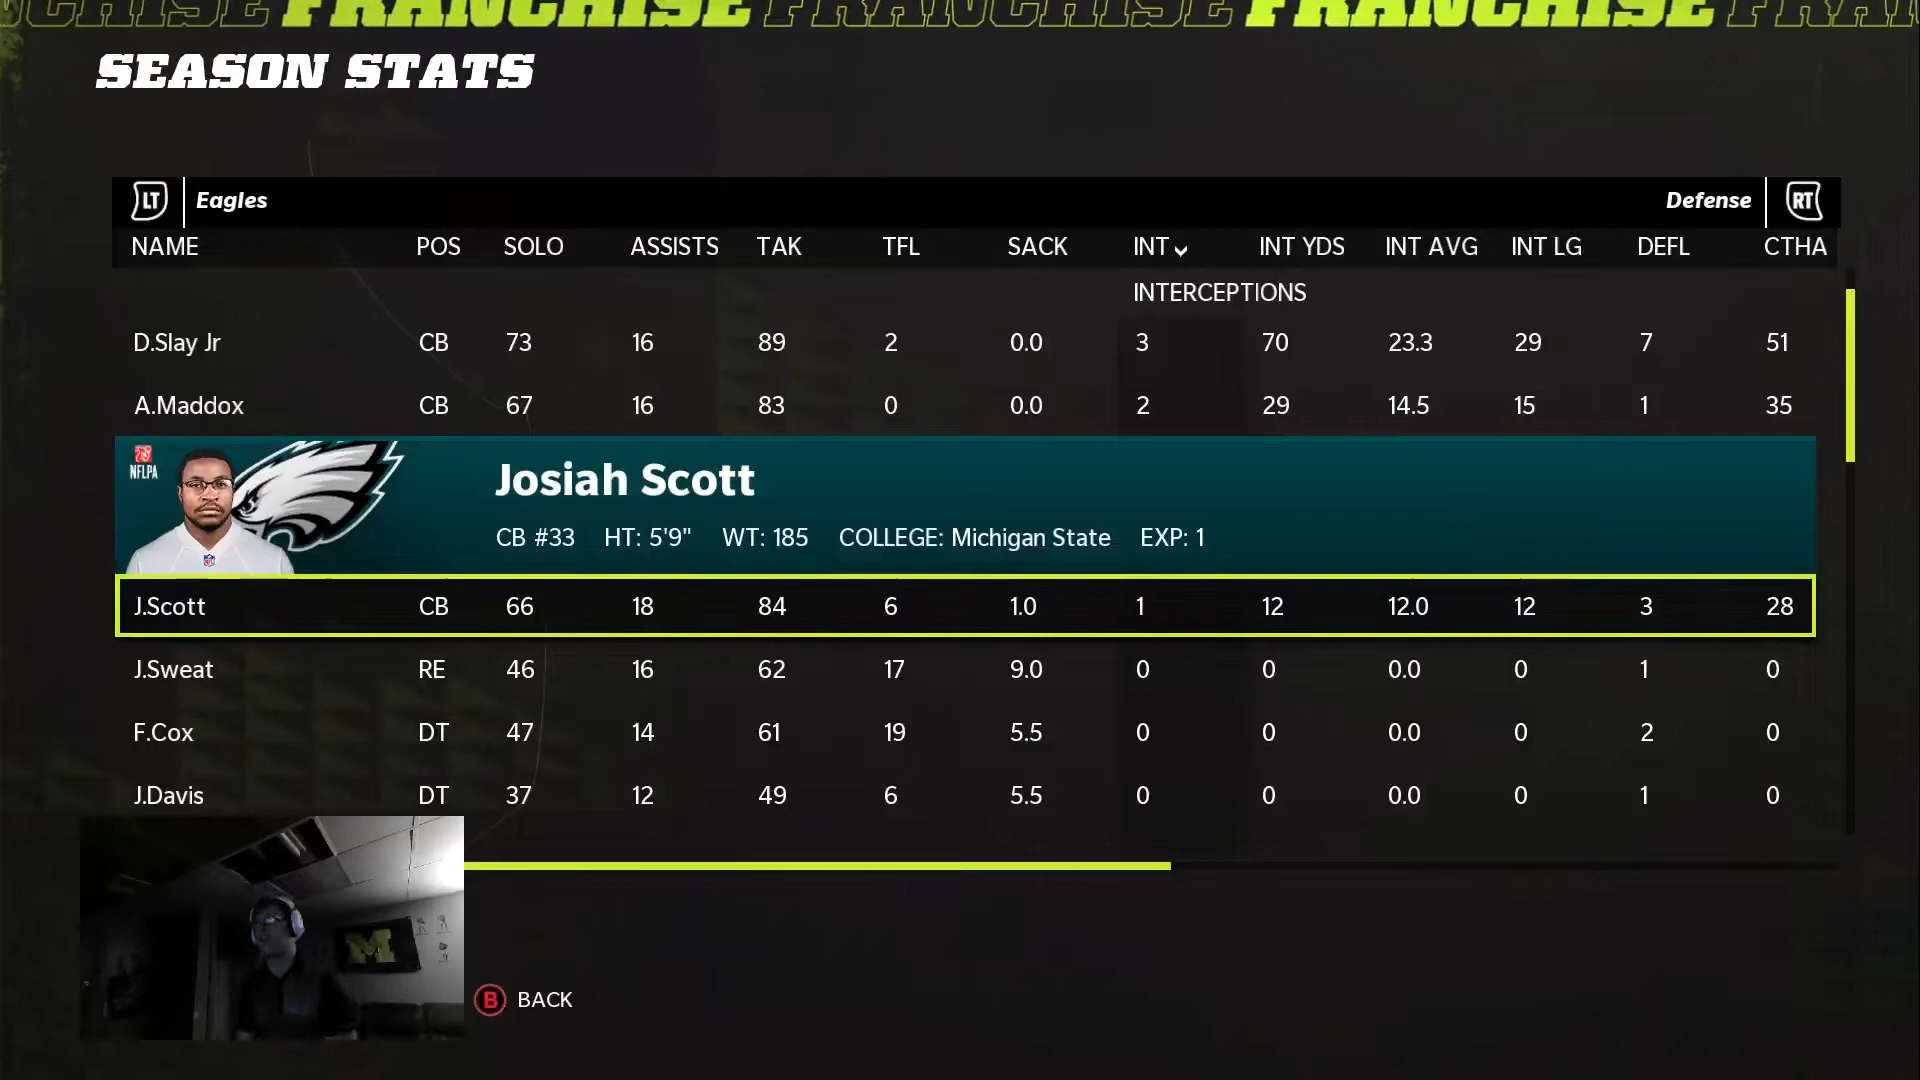 FRANCHISE FRANCHISE FRANCHISE
SEASON STATS
LT Eagles Defense RT
NAME POS SOLO ASSISTS TAK TFL SACK INT INT YDS INT AVG INT LG DEFL CTHA
INTERCEPTIONS
D.Slay Jr CB 73 16 89 2 0.0 3 70 23.3 29 7 51
A.Maddox CB 67 16 83 0 0.0 2 29 14.5 15 1 35
NFLPA
Josiah Scott
CB #33 HT: 5'9" WT: 185 COLLEGE: Michigan State EXP: 1
J.Scott CB 66 18 84 6 1.0 1 12 12.0 12 3 28
J.Sweat RE 46 16 62 17 9.0 0 0 0.0 0 1 0
F.Cox DT 47 14 61 19 5.5 0 0 0.0 0 2 0
J.Davis DT 37 12 49 6 5.5 0 0 0.0 0 1 0
M
B BACK